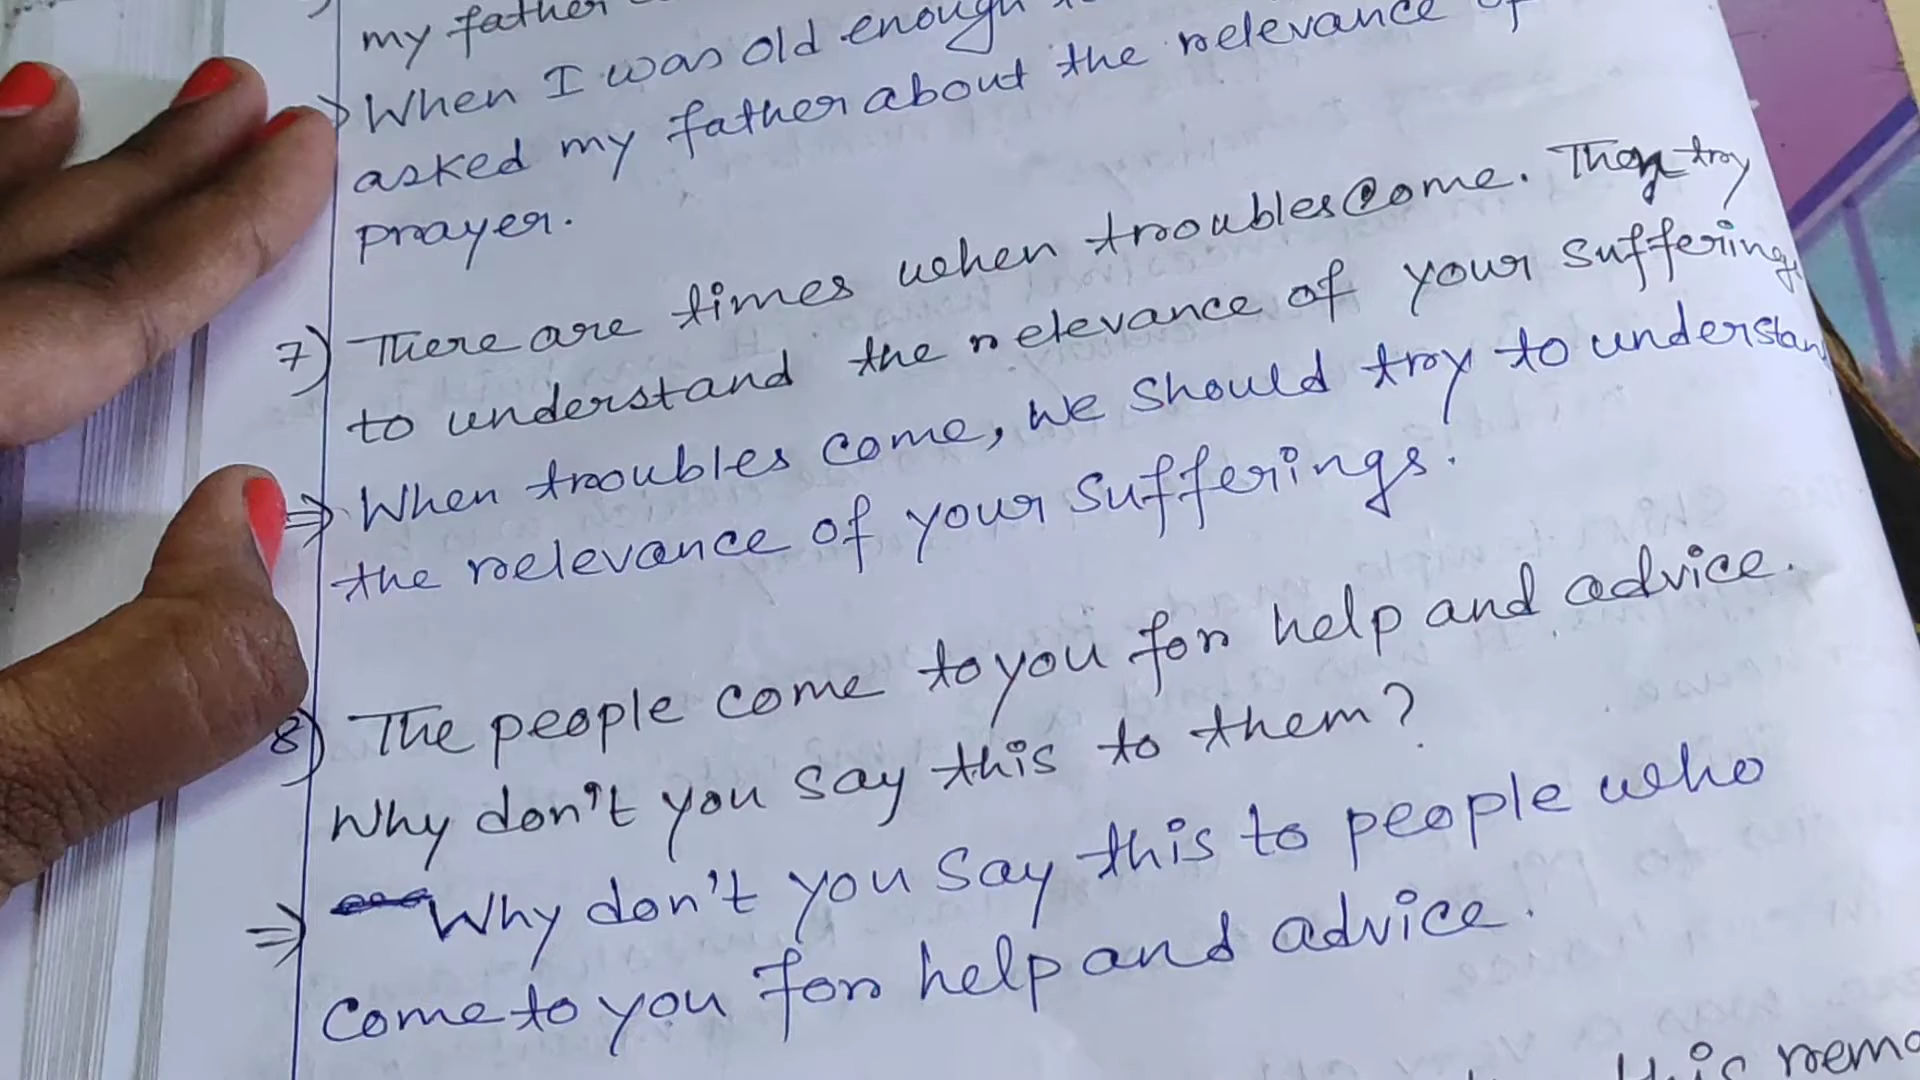 my father
When I was old enough
asked my father about the relevance of
prayer.
7) There are times when troubles come. They try
to understand the relevance of your sufferings
⇒ When troubles come, we should try to understan
the relevance of your sufferings.
8) The people come to you for help and advice.
Why don't you say this to them?
⇒ Why don't you say this to people who
come to you for help and advice.
this